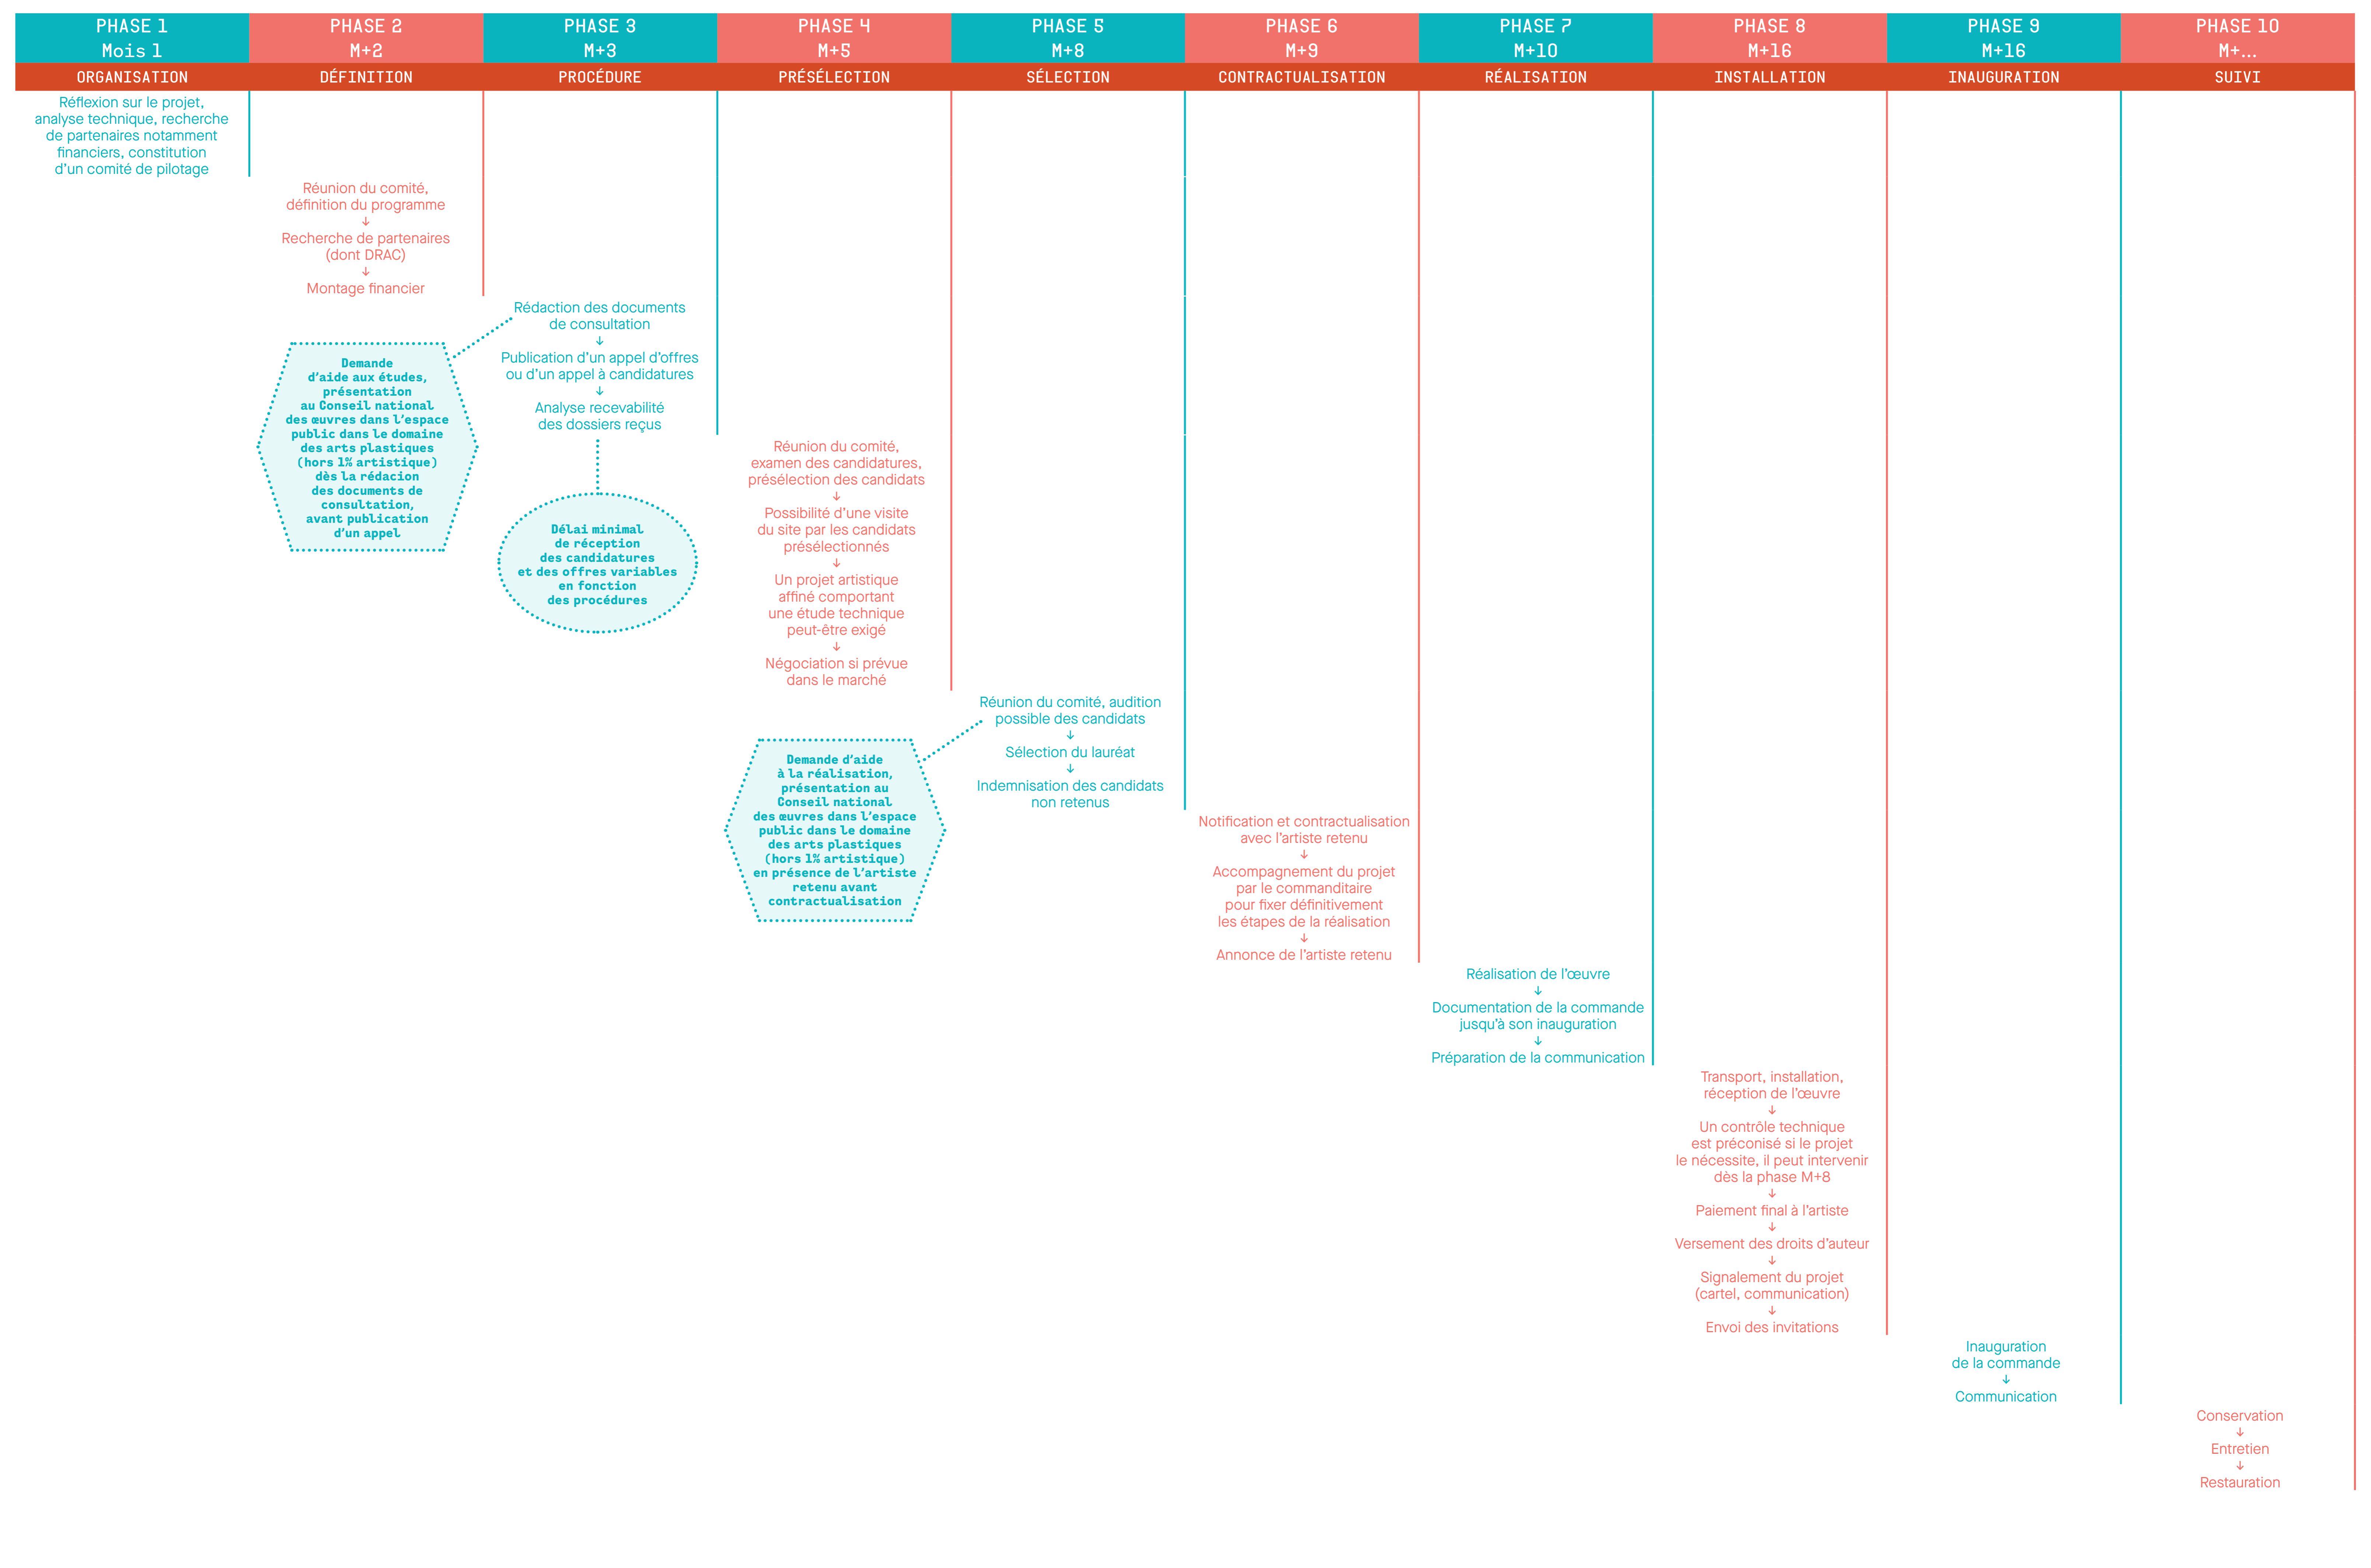 PHASE 1
Mois 1
ORGANISATION
PHASE 2
M+2
DÉFINITION
PHASE 3
M+3
PROCÉDURE
PHASE 4
M+5
PRÉSÉLECTION
PHASE 5
M+8
SÉLECTION
PHASE 6
M+9
CONTRACTUALISATION
PHASE 7
M+10
RÉALISATION
PHASE 8
M+16
INSTALLATION
PHASE 9
M+16
INAUGURATION
PHASE 10
M+...
SUIVI
Réflexion sur le projet,
analyse technique, recherche
de partenaires notamment
financiers, constitution
d'un comité de pilotage
Réunion du comité,
définition du programme
↓
Recherche de partenaires
(dont DRAC)
↓
Montage financier
Rédaction des documents
de consultation
↓
Publication d'un appel d'offres
ou d'un appel à candidatures
↓
Analyse recevabilité
des dossiers reçus
Demande
d'aide aux études,
présentation
au Conseil national
des œuvres dans l'espace
public dans le domaine
des arts plastiques
(hors 1% artistique)
dès la rédacion
des documents de
consultation,
avant publication
d'un appel
Délai minimal
de réception
des candidatures
et des offres variables
en fonction
des procédures
Réunion du comité,
examen des candidatures,
présélection des candidats
↓
Possibilité d'une visite
du site par les candidats
présélectionnés
↓
Un projet artistique
affiné comportant
une étude technique
peut-être exigé
↓
Négociation si prévue
dans le marché
Réunion du comité, audition
possible des candidats
↓
Sélection du lauréat
↓
Indemnisation des candidats
non retenus
Demande d'aide
à la réalisation,
présentation au
Conseil national
des œuvres dans l'espace
public dans le domaine
des arts plastiques
(hors 1% artistique)
en présence de l'artiste
retenu avant
contractualisation
Notification et contractualisation
avec l'artiste retenu
↓
Accompagnement du projet
par le commanditaire
pour fixer définitivement
les étapes de la réalisation
↓
Annonce de l'artiste retenu
Réalisation de l'œuvre
↓
Documentation de la commande
jusqu'à son inauguration
↓
Préparation de la communication
Transport, installation,
réception de l'œuvre
↓
Un contrôle technique
est préconisé si le projet
le nécessite, il peut intervenir
dès la phase M+8
↓
Paiement final à l'artiste
↓
Versement des droits d'auteur
↓
Signalement du projet
(cartel, communication)
↓
Envoi des invitations
Inauguration
de la commande
↓
Communication
Conservation
↓
Entretien
↓
Restauration